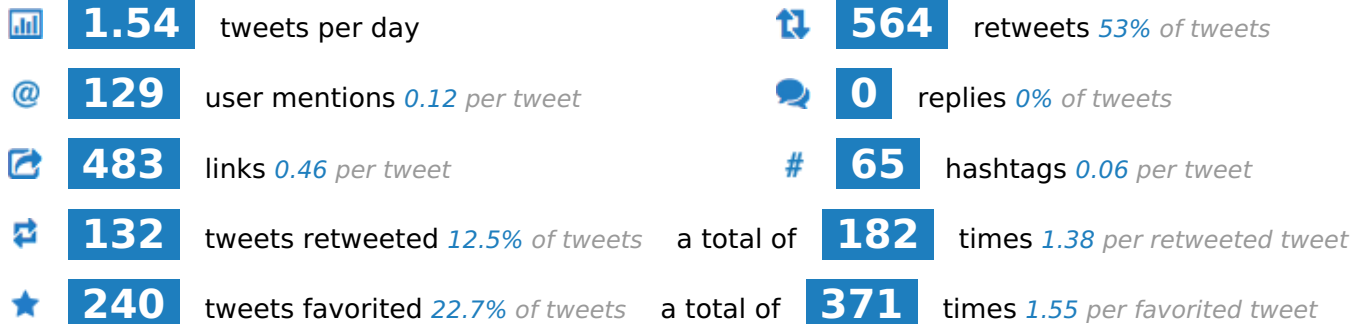 1.54 tweets per day 564 retweets 53% of tweets
@ 129 user mentions 0.12 per tweet 0 replies 0% of tweets
483 links 0.46 per tweet # 65 hashtags 0.06 per tweet
132 tweets retweeted 12.5% of tweets a total of 182 times 1.38 per retweeted tweet
240 tweets favorited 22.7% of tweets a total of 371 times 1.55 per favorited tweet